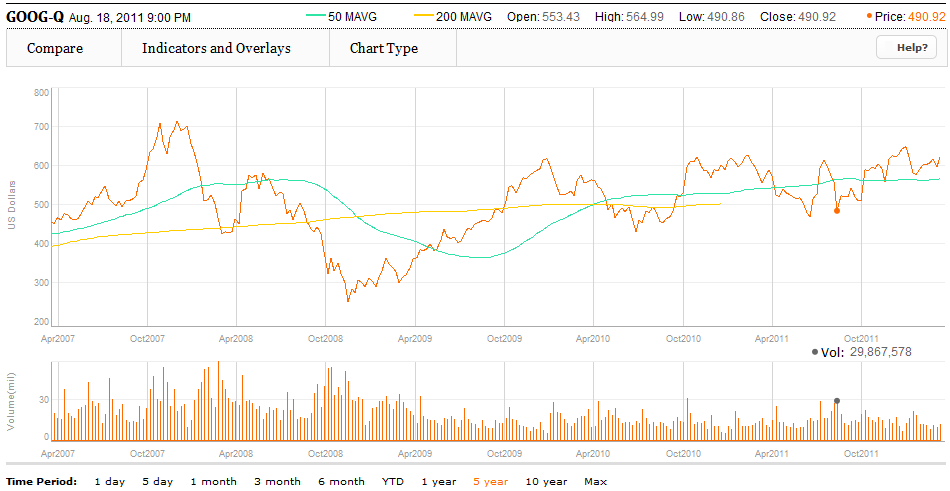 GOOG-Q Aug. 18, 2011 9:00 PM 50 MAVG 200 MAVG Open: 553.43 High: 564.99 Low: 490.86 Close: 490.92 Price: 490.92
Compare Indicators and Overlays Chart Type Help?
800
700
600
500
400
300
200
US Dollars
Apr2007 Oct2007 Apr2008 Oct2008 Apr2009 Oct2009 Apr2010 Oct2010 Apr2011 Oct2011
Vol: 29,867,578
30
0
Volume(mil)
Apr2007 Oct2007 Apr2008 Oct2008 Apr2009 Oct2009 Apr2010 Oct2010 Apr2011 Oct2011
Time Period: 1 day 5 day 1 month 3 month 6 month YTD 1 year 5 year 10 year Max